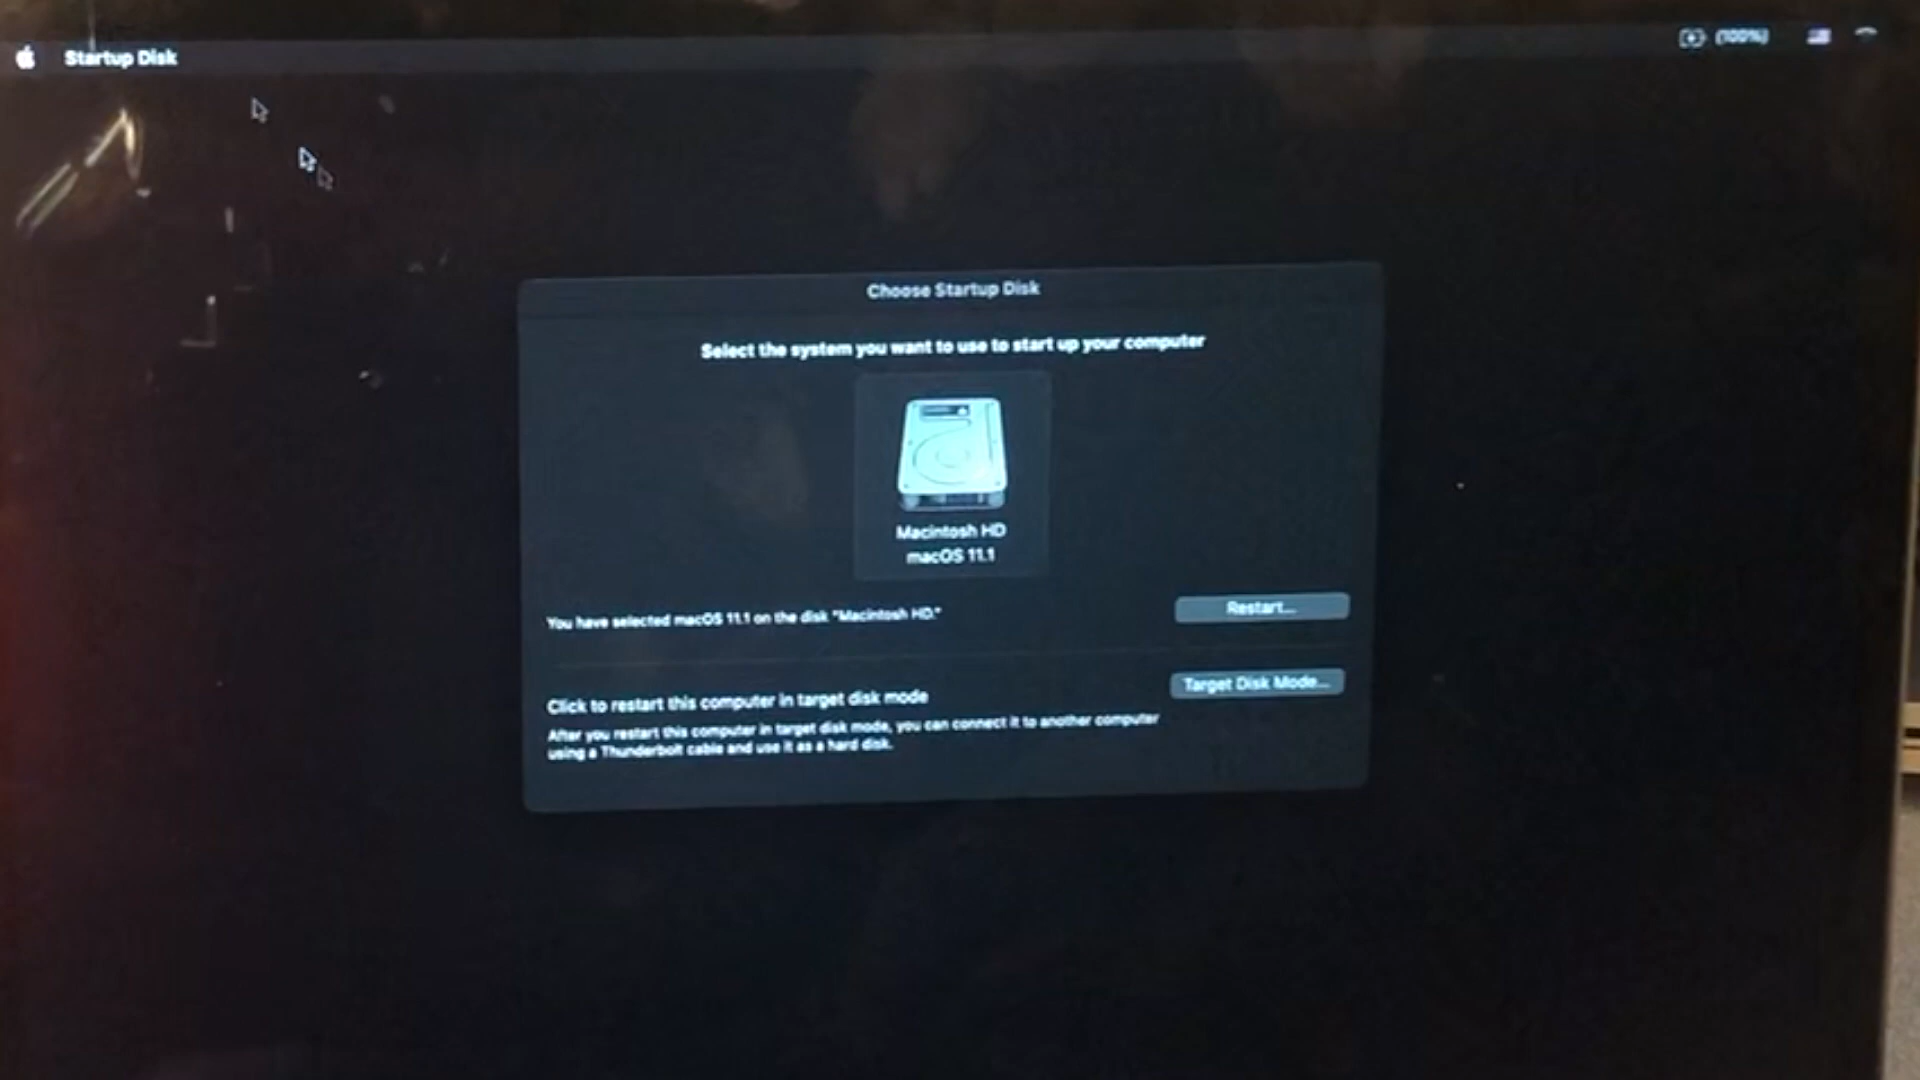 Startup Disk
(100%)
Choose Startup Disk
Select the system you want to use to start up your computer
Macintosh HD
macOS 11.1
You have selected macOS 11.1 on the disk "Macintosh HD."
Restart...
Click to restart this computer in target disk mode
Target Disk Mode...
After you restart this computer in target disk mode, you can connect it to another computer
using a Thunderbolt cable and use it as a hard disk.